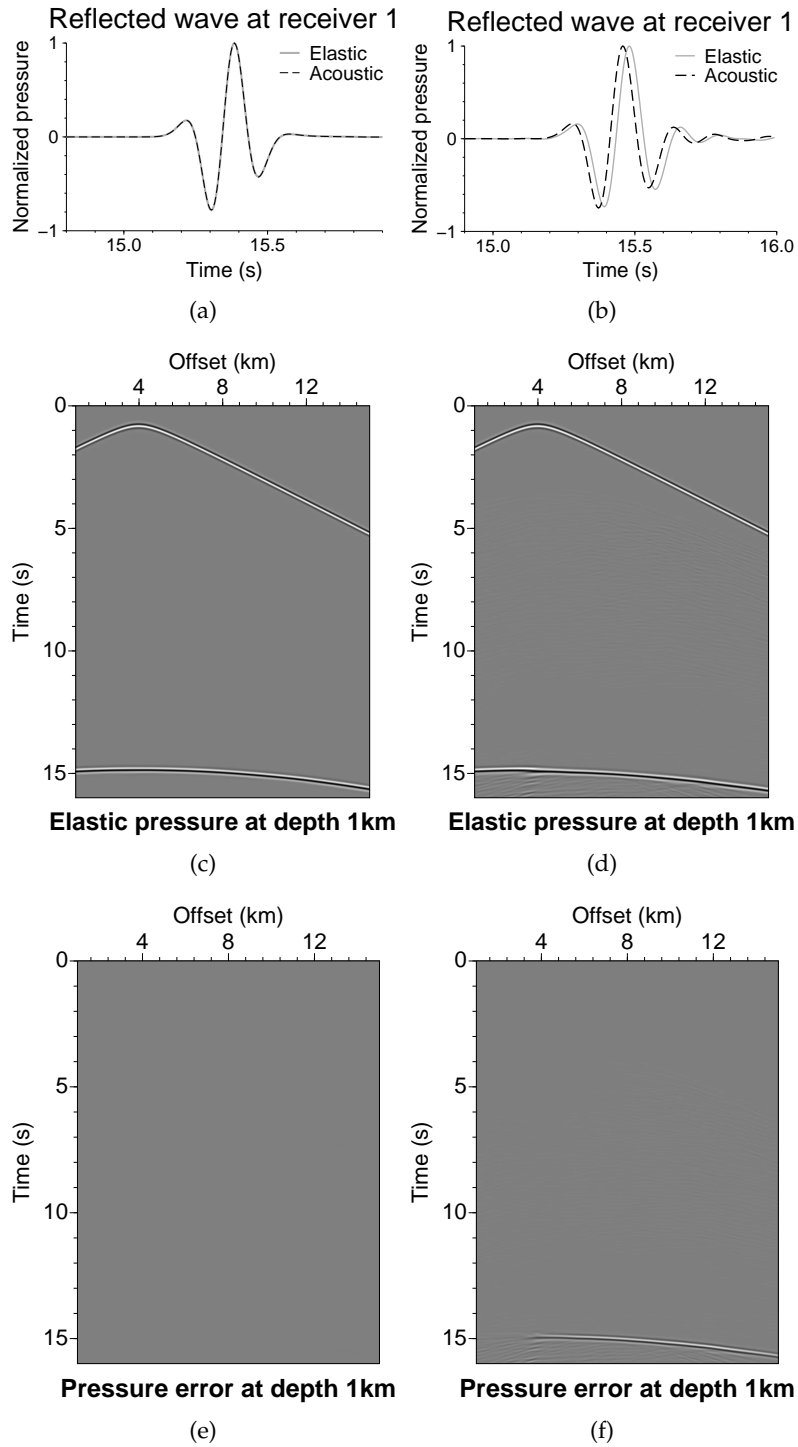 Reflected wave at receiver 1
Normalized pressure
1
0
−1
Elastic
Acoustic
15.0
15.5
Time (s)
(a)
Reflected wave at receiver 1
Normalized pressure
1
0
−1
Elastic
Acoustic
15.0
15.5
16.0
Time (s)
(b)
Offset (km)
4
8
12
Time (s)
0
5
10
15
Elastic pressure at depth 1km
(c)
Offset (km)
4
8
12
Time (s)
0
5
10
15
Elastic pressure at depth 1km
(d)
Offset (km)
4
8
12
Time (s)
0
5
10
15
Pressure error at depth 1km
(e)
Offset (km)
4
8
12
Time (s)
0
5
10
15
Pressure error at depth 1km
(f)